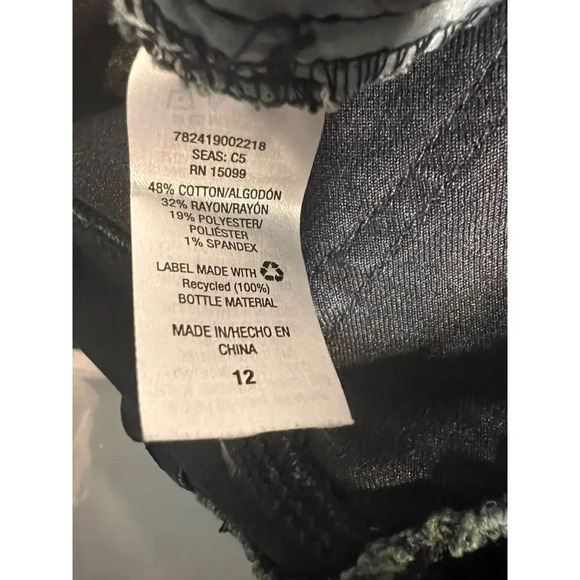 782419002218
SEAS: C5
RN 15099
48% COTTON/ALGODÓN
32% RAYON/RAYÓN
19% POLYESTER/
POLIÉSTER
1% SPANDEX
LABEL MADE WITH
Recycled (100%)
BOTTLE MATERIAL
MADE IN/HECHO EN
CHINA
12